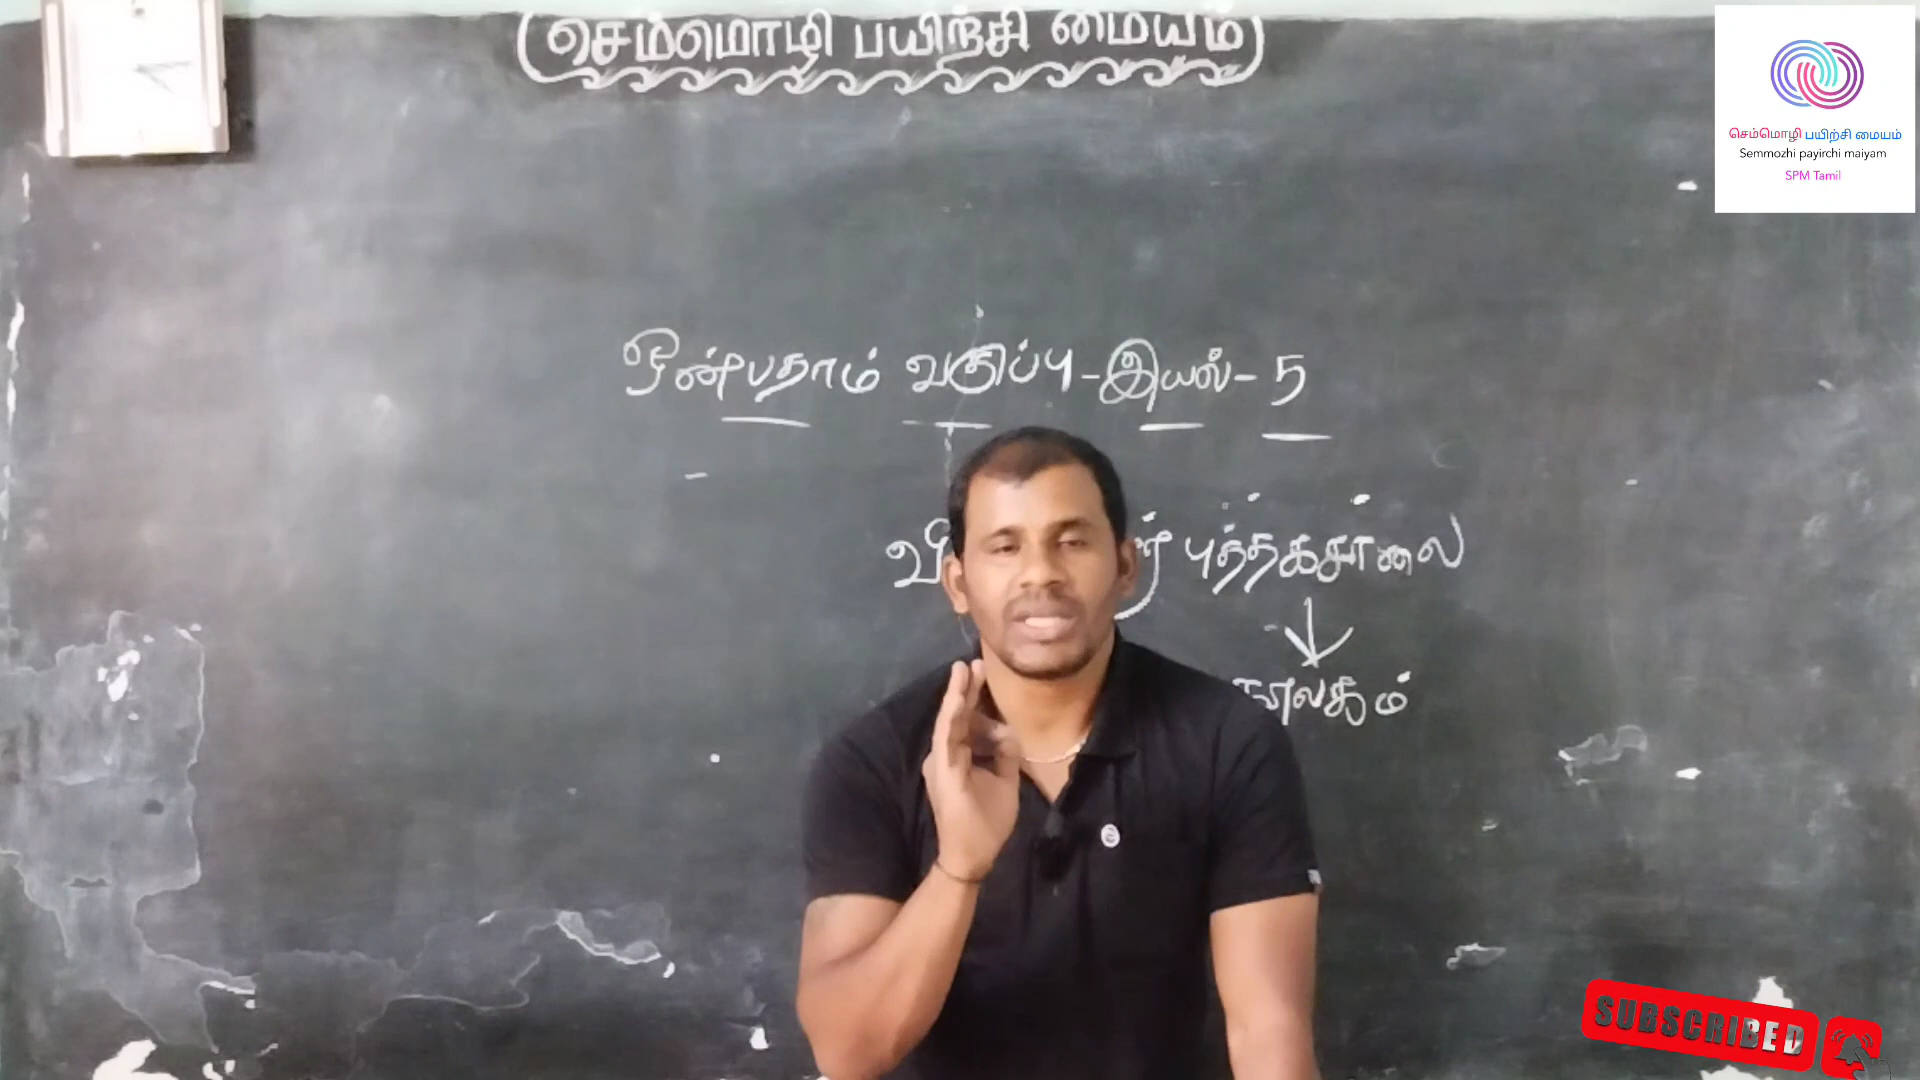 (செம்மொழி பயிற்சி மையம்)
செம்மொழி பயிற்சி மையம்
Semmozhi payirchi maiyam
SPM Tamil
ஒன்பதாம் வகுப்பு - இயல் - 5
புத்தகசாலை
SUBSCRIBED